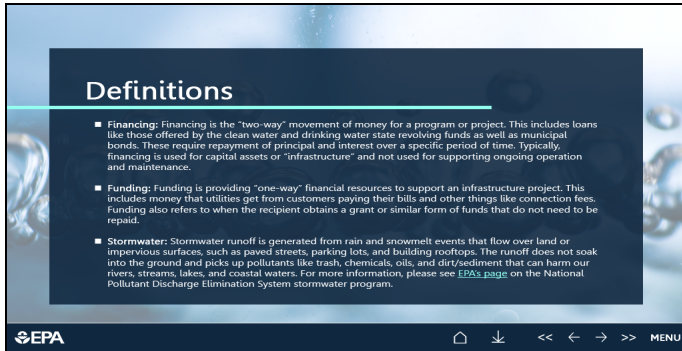 Definitions
■ Financing: Financing is the “two-way” movement of money for a program or project. This includes loans
like those offered by the clean water and drinking water state revolving funds as well as municipal
bonds. These require repayment of principal and interest over a specific period of time. Typically,
financing is used for capital assets or “infrastructure” and not used for supporting ongoing operation
and maintenance.
■ Funding: Funding is providing “one-way” financial resources to support an infrastructure project. This
includes money that utilities get from customers paying their bills and other things like connection fees.
Funding also refers to when the recipient obtains a grant or similar form of funds that do not need to be
repaid.
■ Stormwater: Stormwater runoff is generated from rain and snowmelt events that flow over land or
impervious surfaces, such as paved streets, parking lots, and building rooftops. The runoff does not soak
into the ground and picks up pollutants like trash, chemicals, oils, and dirt/sediment that can harm our
rivers, streams, lakes, and coastal waters. For more information, please see EPA’s page on the National
Pollutant Discharge Elimination System stormwater program.
EPA << ← → >> MENU